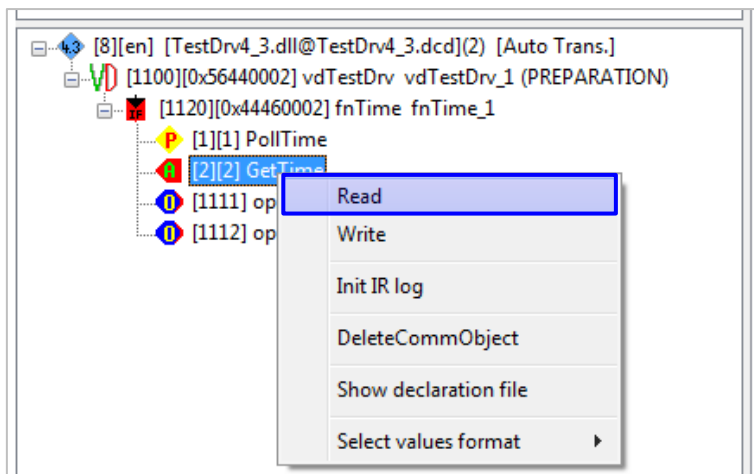 4.3 [8][en] [TestDrv4_3.dll@TestDrv4_3.dcd](2) [Auto Trans.]
VD [1100][0x56440002] vdTestDrv vdTestDrv_1 (PREPARATION)
IF [1120][0x44460002] fnTime fnTime_1
P [1][1] PollTime
A [2][2] GetTime
O [1111] op
O [1112] op
Read
Write
Init IR log
DeleteCommObject
Show declaration file
Select values format